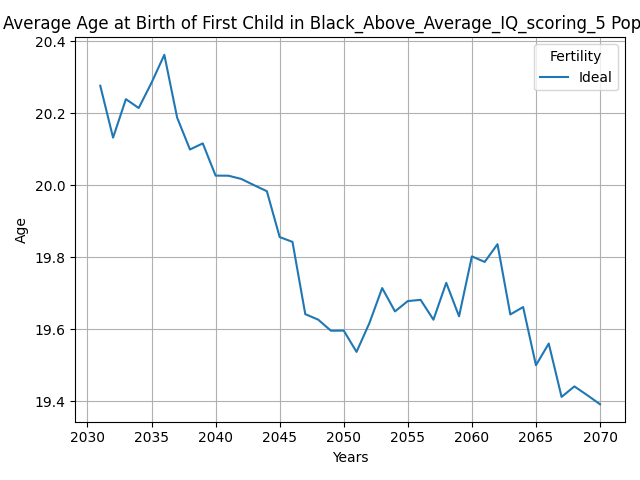 Average Age at Birth of First Child in Black_Above_Average_IQ_scoring_5 Pop
Fertility
Ideal
20.4
20.2
20.0
19.8
19.6
19.4
Age
2030 2035 2040 2045 2050 2055 2060 2065 2070
Years